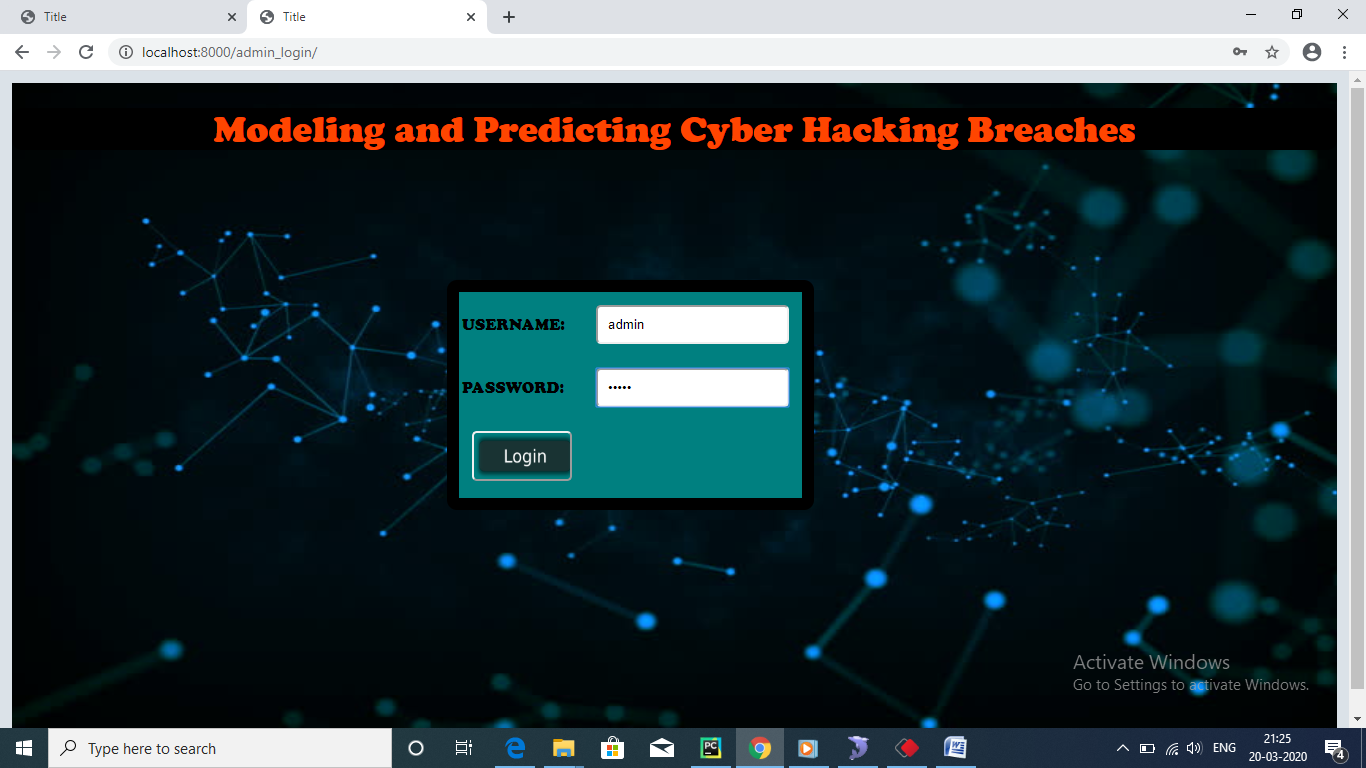 Title
Title
localhost:8000/admin_login/
Modeling and Predicting Cyber Hacking Breaches
USERNAME: admin
PASSWORD: •••••
Login
Activate Windows
Go to Settings to activate Windows.
Type here to search
PC
W
ENG
21:25
20-03-2020
4